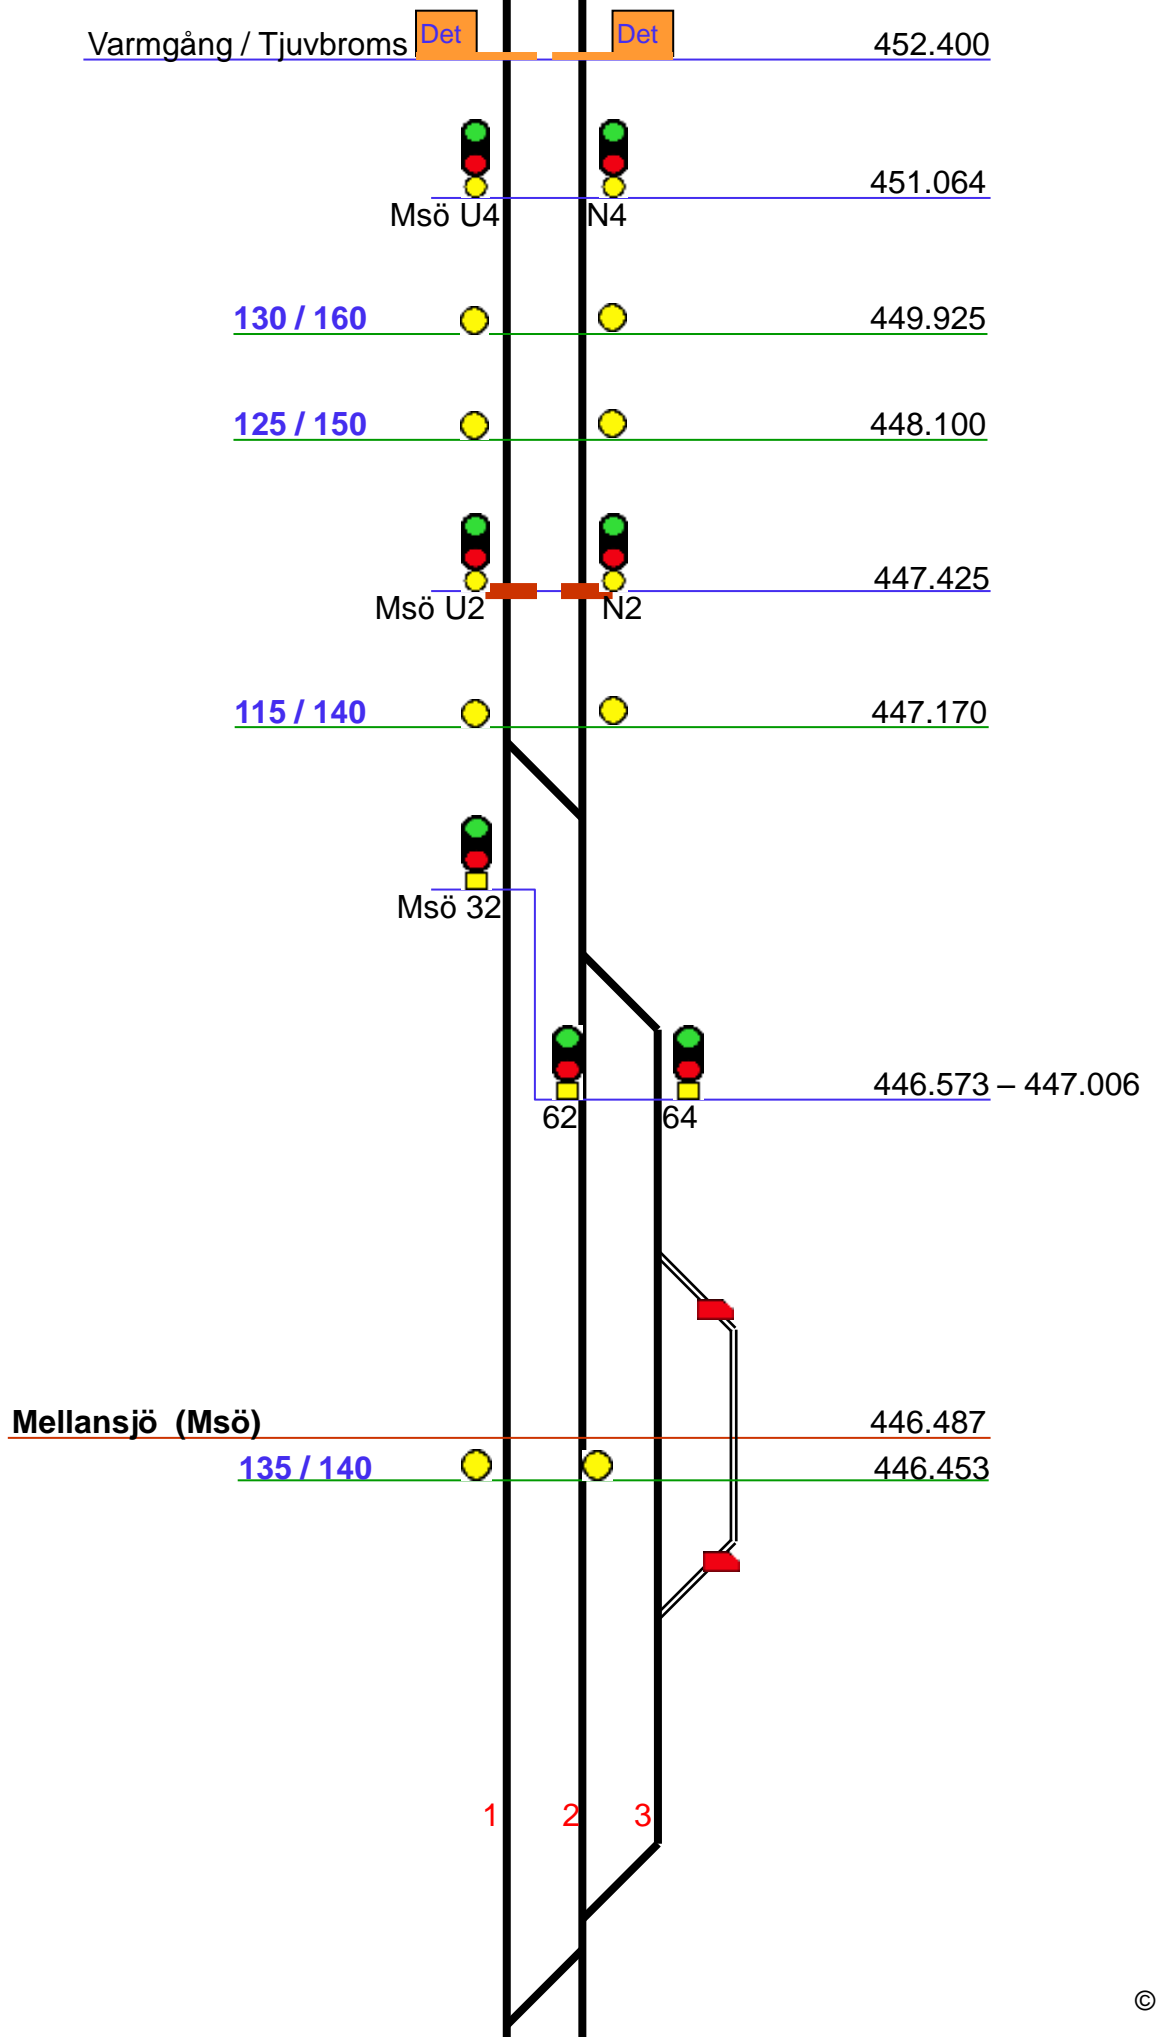 Varmgång / Tjuvbroms Det Det 452.400
451.064
Msö U4 N4
130 / 160 449.925
125 / 150 448.100
447.425
Msö U2 N2
115 / 140 447.170
Msö 32
446.573 – 447.006
62 64
Mellansjö (Msö) 446.487
135 / 140 446.453
1 2 3
©